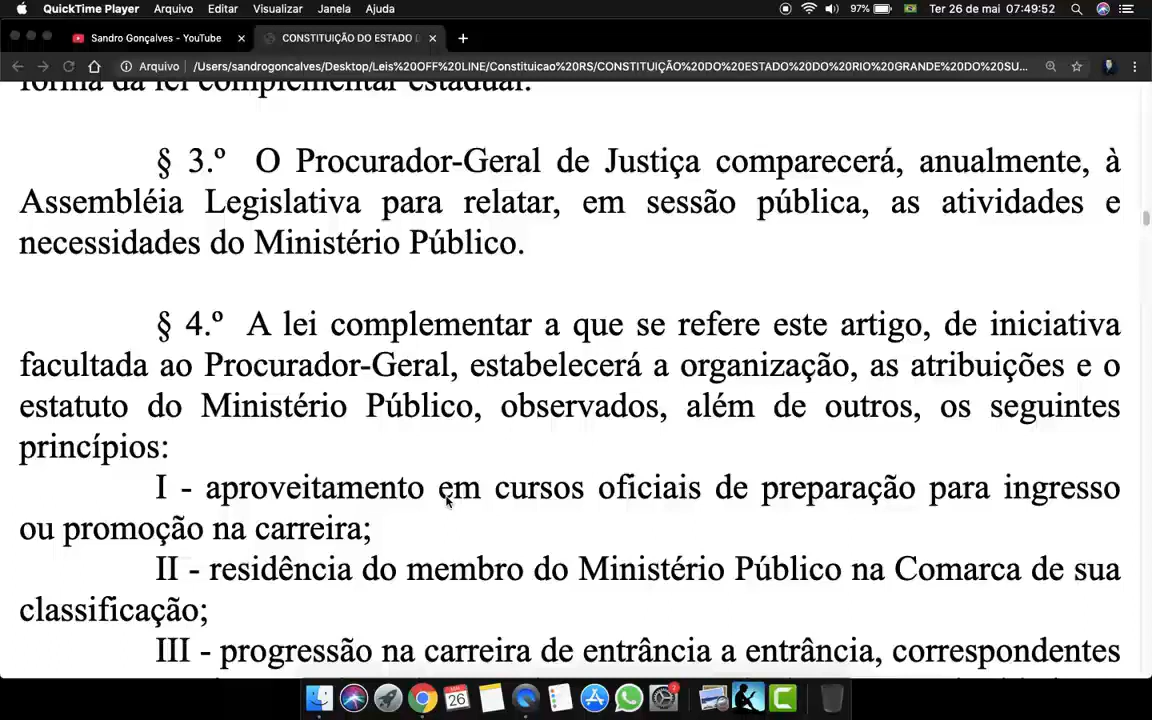 QuickTime Player Arquivo Editar Visualizar Janela Ajuda 97% Ter 26 de mai 07:49:52
Sandro Gonçalves - YouTube CONSTITUIÇÃO DO ESTADO
Arquivo /Users/sandrogoncalves/Desktop/Leis%20OFF%20LINE/Constituicao%20RS/CONSTITUIÇÃO%20DO%20ESTADO%20DO%20RIO%20GRANDE%20DO%20SU...
forma da lei complementar estadual.
§ 3.º O Procurador-Geral de Justiça comparecerá, anualmente, à
Assembléia Legislativa para relatar, em sessão pública, as atividades e
necessidades do Ministério Público.
§ 4.º A lei complementar a que se refere este artigo, de iniciativa
facultada ao Procurador-Geral, estabelecerá a organização, as atribuições e o
estatuto do Ministério Público, observados, além de outros, os seguintes
princípios:
I - aproveitamento em cursos oficiais de preparação para ingresso
ou promoção na carreira;
II - residência do membro do Ministério Público na Comarca de sua
classificação;
III - progressão na carreira de entrância a entrância, correspondentes
26